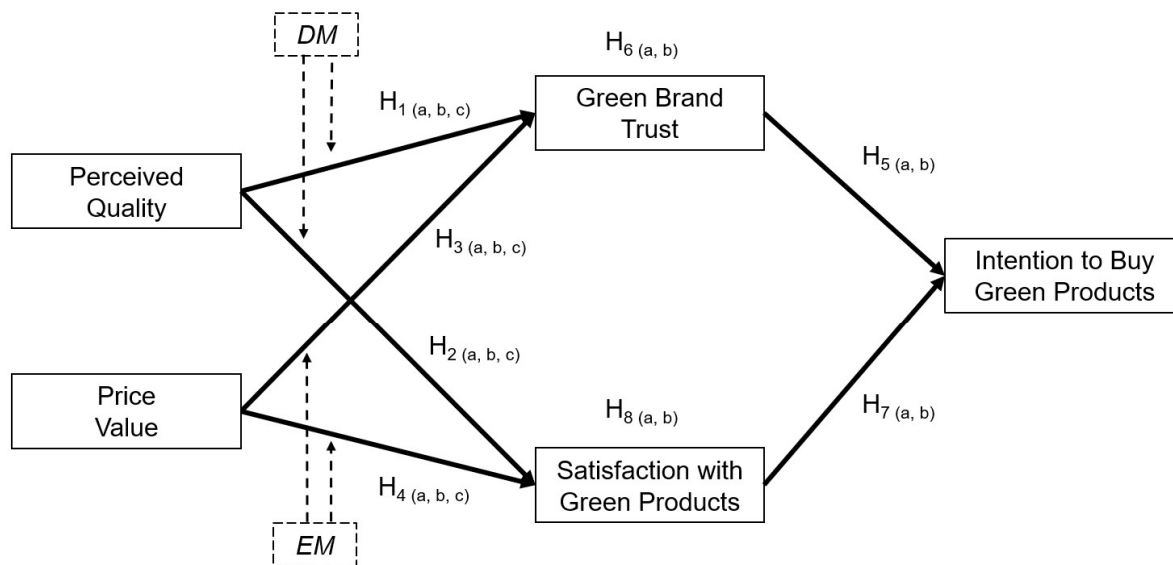 DM
H6 (a, b)
Green Brand
Trust
H1 (a, b, c)
Perceived
Quality
H5 (a, b)
H3 (a, b, c)
Intention to Buy
Green Products
H2 (a, b, c)
Price
Value
H8 (a, b)
H7 (a, b)
Satisfaction with
Green Products
H4 (a, b, c)
EM